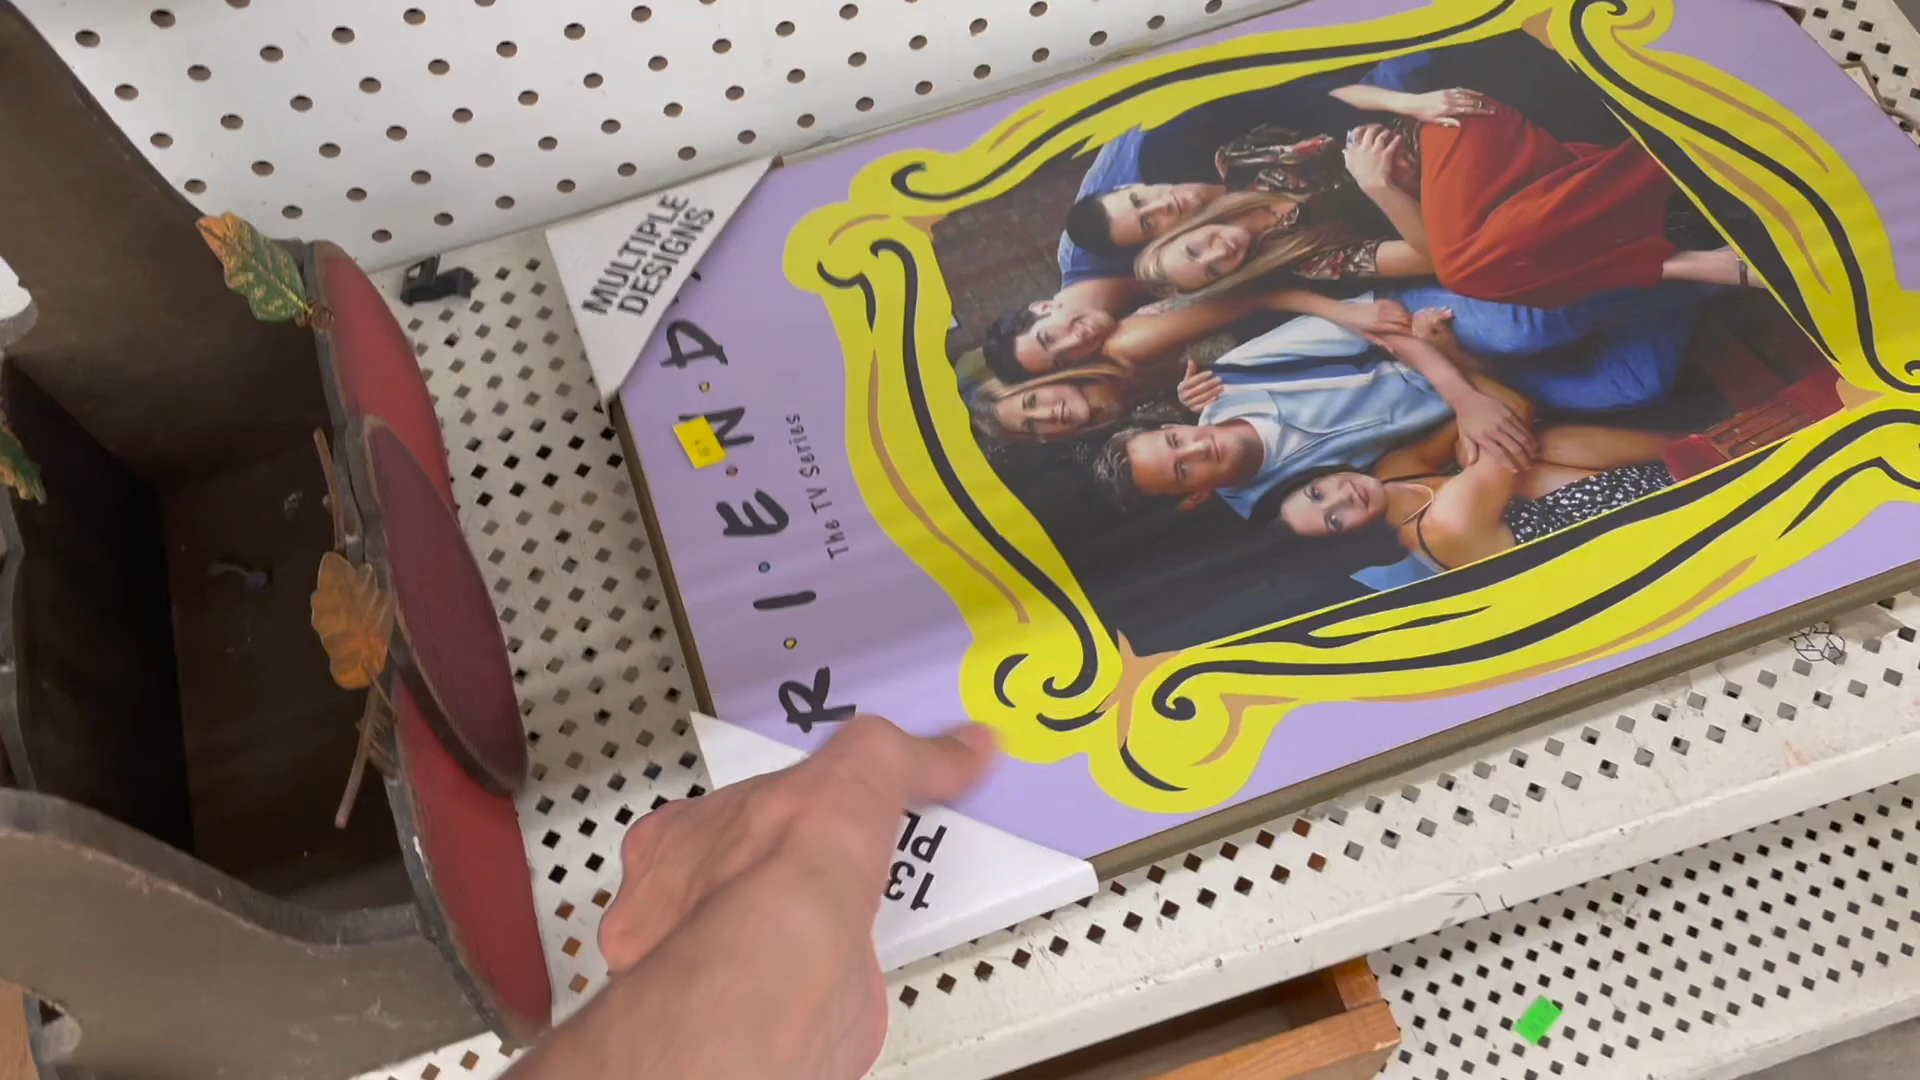 MULTIPLE
DESIGNS
R·I·E·N·D
The TV Series
13
PL